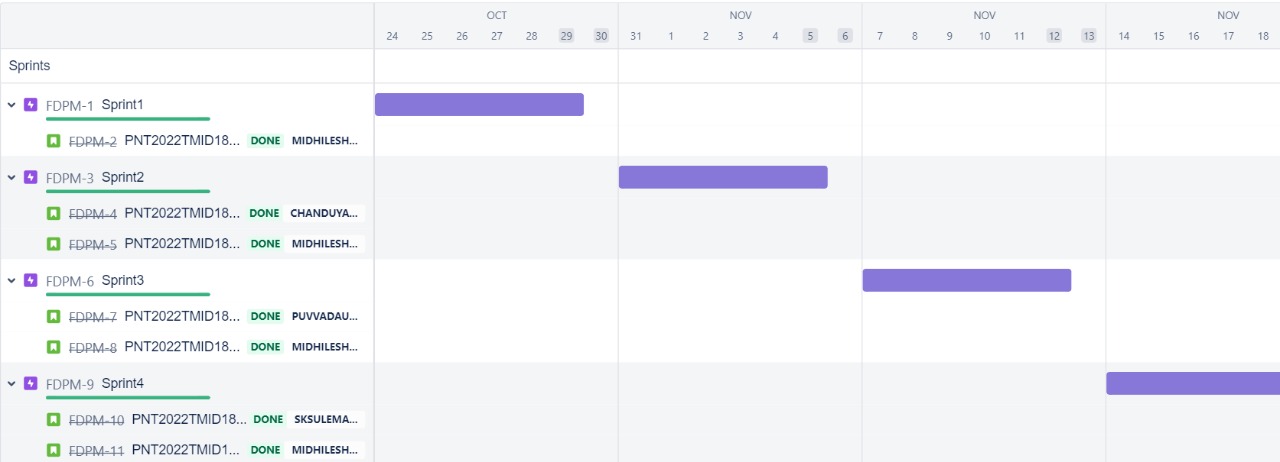 OCT NOV NOV NOV
24 25 26 27 28 29 30 31 1 2 3 4 5 6 7 8 9 10 11 12 13 14 15 16 17 18
Sprints
FDPM-1 Sprint1
FDPM-2 PNT2022TMID18... DONE MIDHILESH...
FDPM-3 Sprint2
FDPM-4 PNT2022TMID18... DONE CHANDUYA...
FDPM-5 PNT2022TMID18... DONE MIDHILESH...
FDPM-6 Sprint3
FDPM-7 PNT2022TMID18... DONE PUVVADAU...
FDPM-8 PNT2022TMID18... DONE MIDHILESH...
FDPM-9 Sprint4
FDPM-10 PNT2022TMID18... DONE SKSULEMA...
FDPM-11 PNT2022TMID1... DONE MIDHILESH...